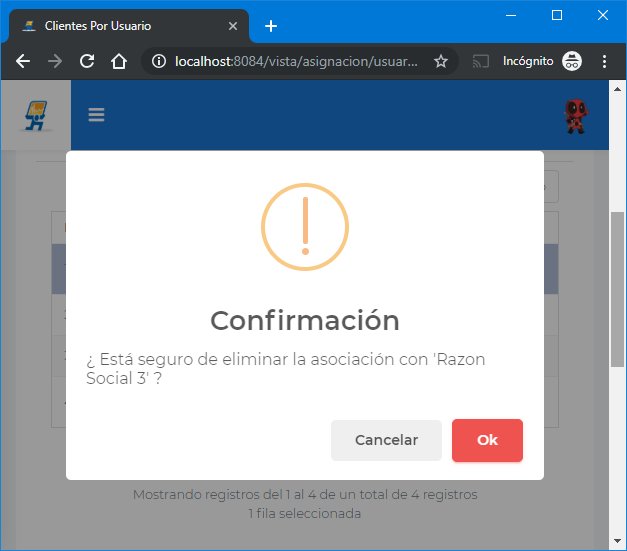 Clientes Por Usuario
localhost:8084/vista/asignacion/usuar...
Incógnito
Confirmación
¿ Está seguro de eliminar la asociación con 'Razon
Social 3' ?
Cancelar
Ok
Mostrando registros del 1 al 4 de un total de 4 registros
1 fila seleccionada